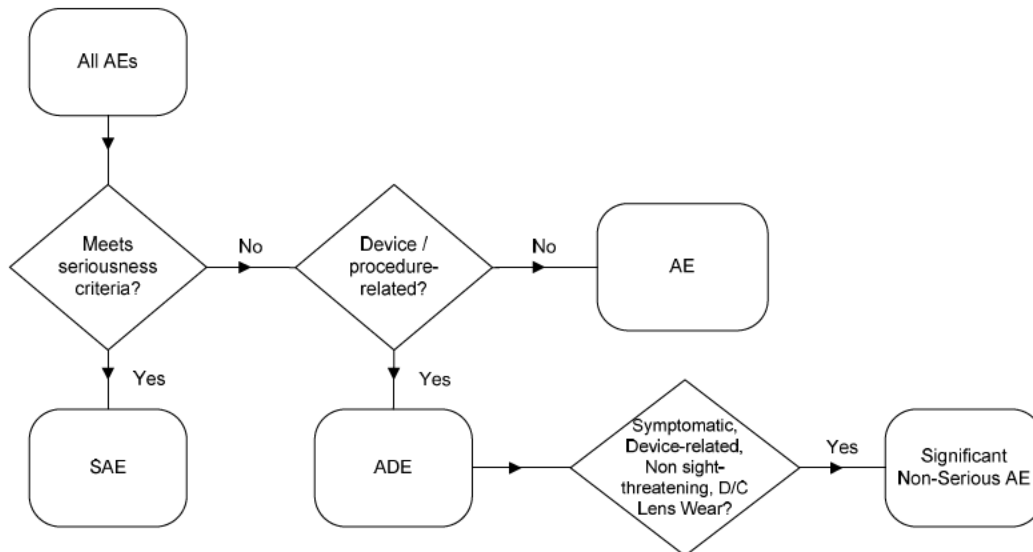 All AEs
Meets
seriousness
criteria?
No
Device /
procedure-
related?
No
AE
Yes
Yes
SAE
ADE
Symptomatic,
Device-related,
Non sight-
threatening, D/C
Lens Wear?
Yes
Significant
Non-Serious AE